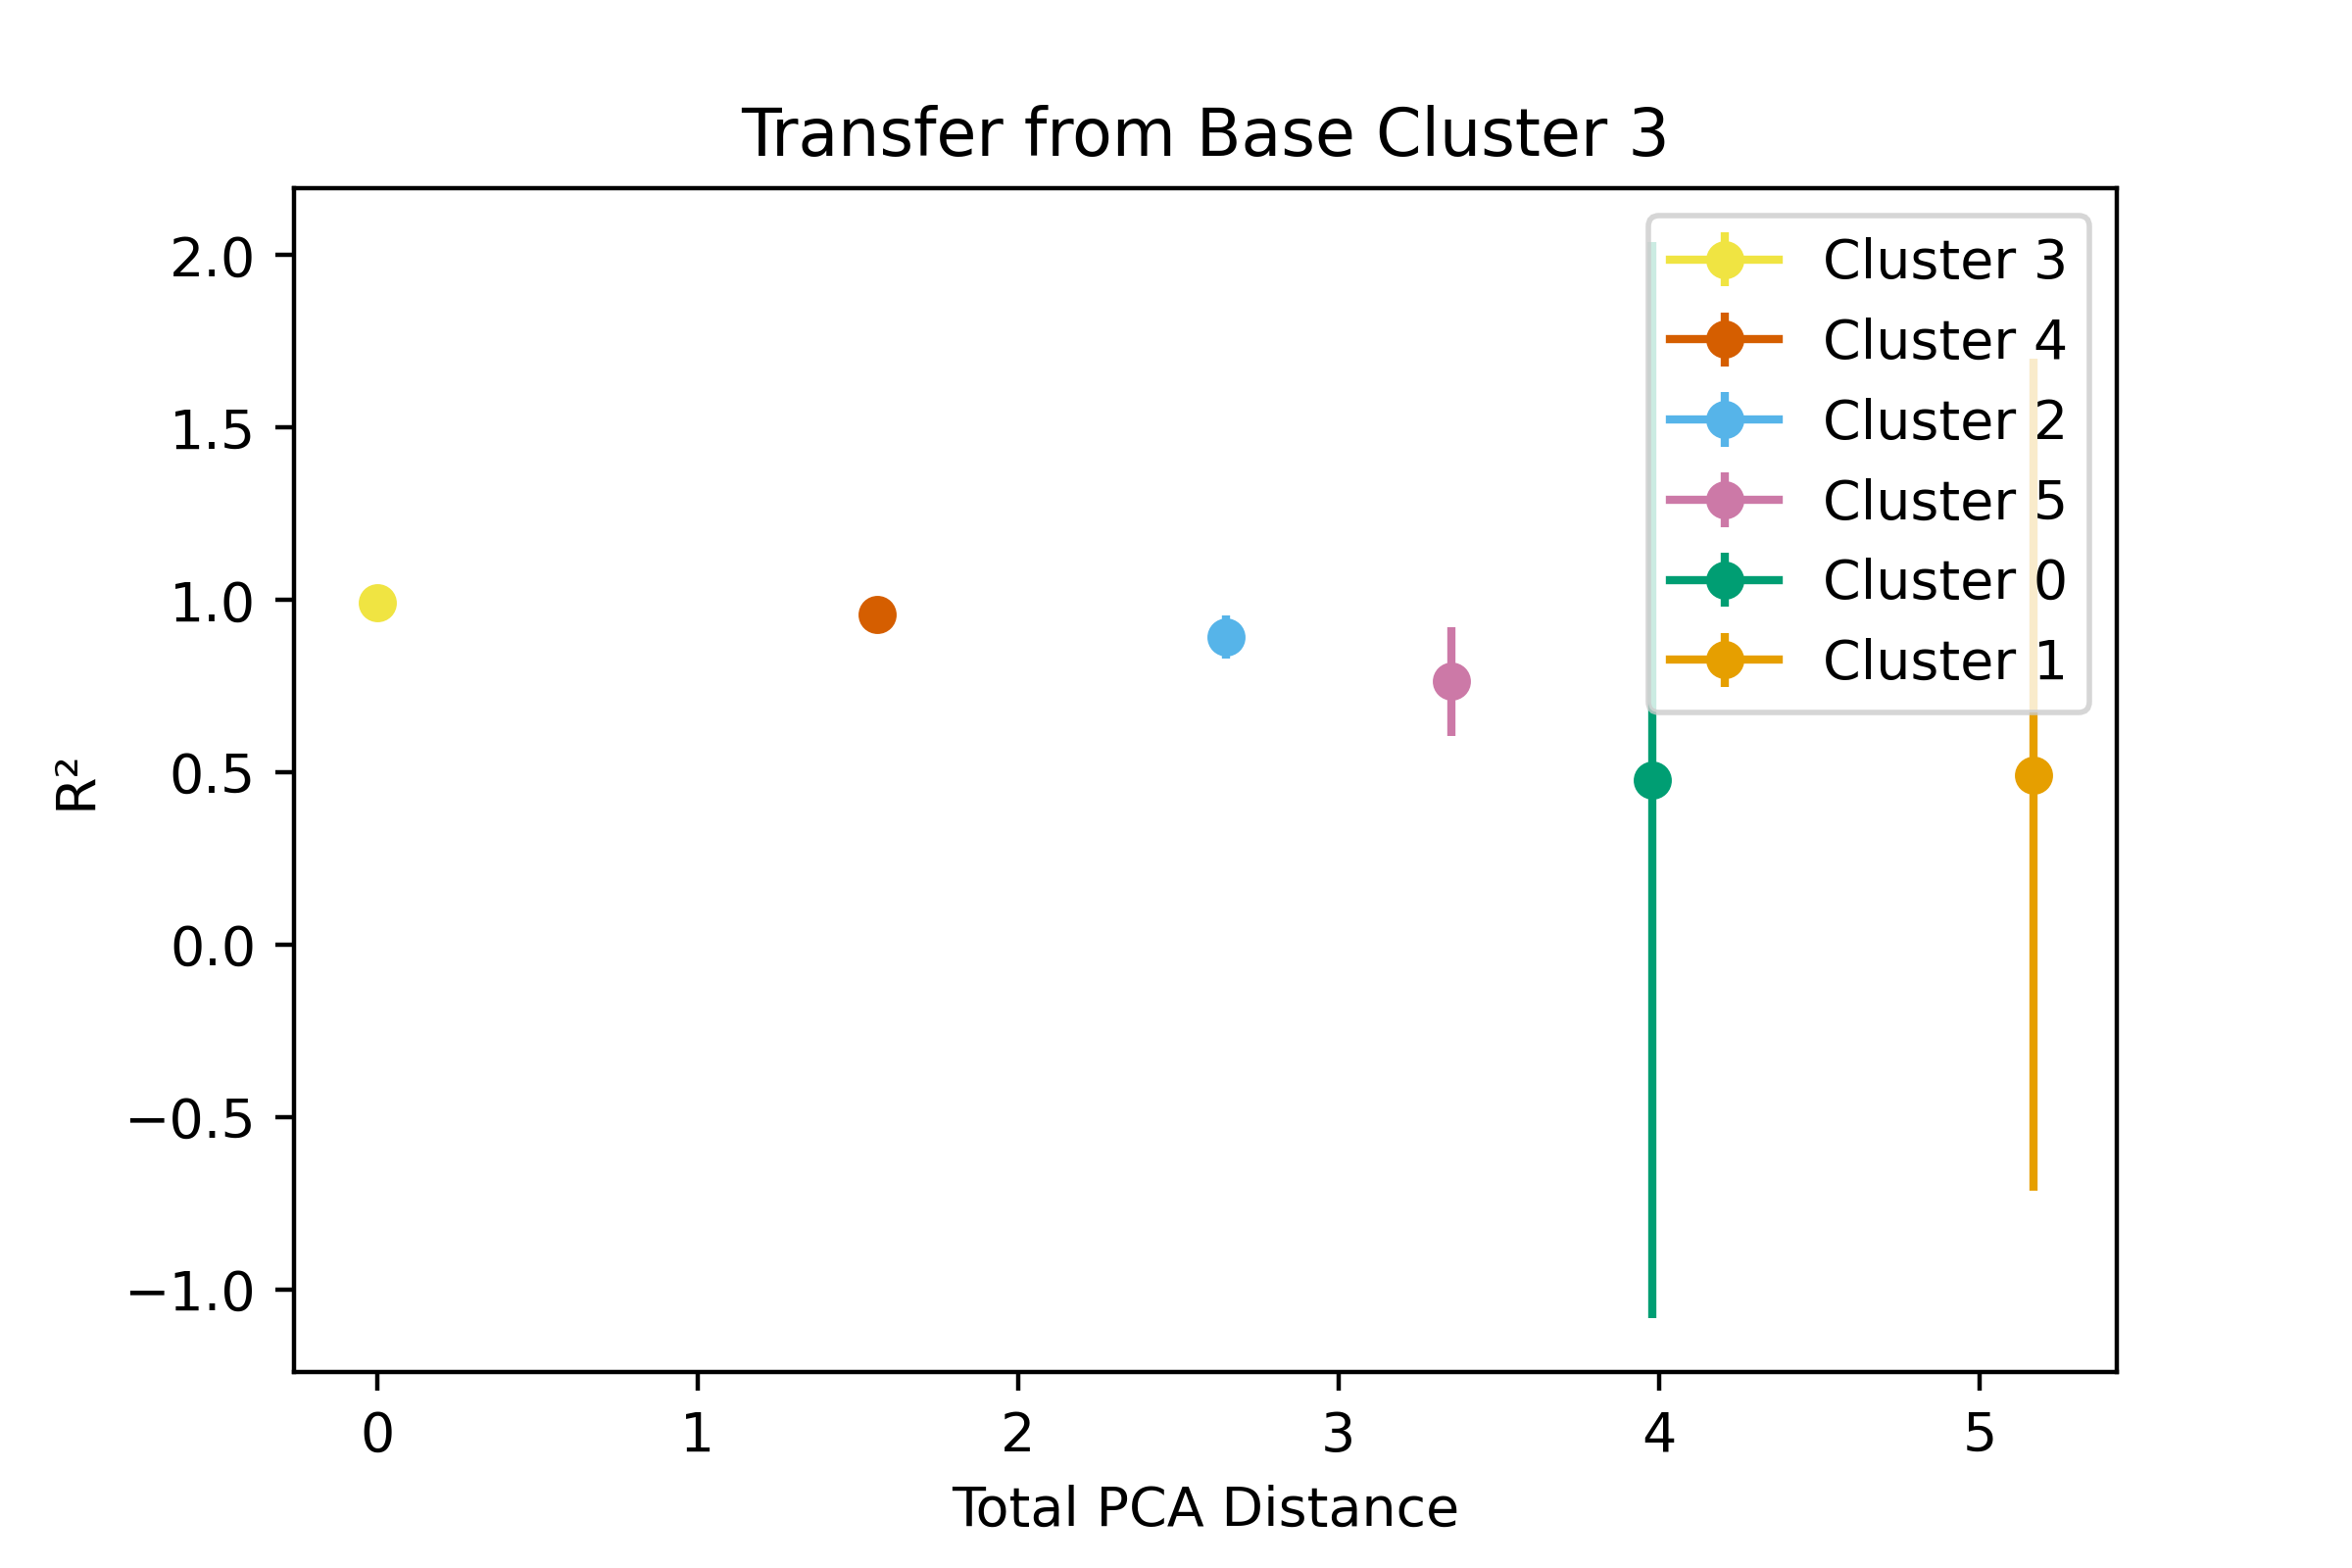 Transfer from Base Cluster 3
R²
2.0
1.5
1.0
0.5
0.0
−0.5
−1.0
Cluster 3
Cluster 4
Cluster 2
Cluster 5
Cluster 0
Cluster 1
0 1 2 3 4 5
Total PCA Distance